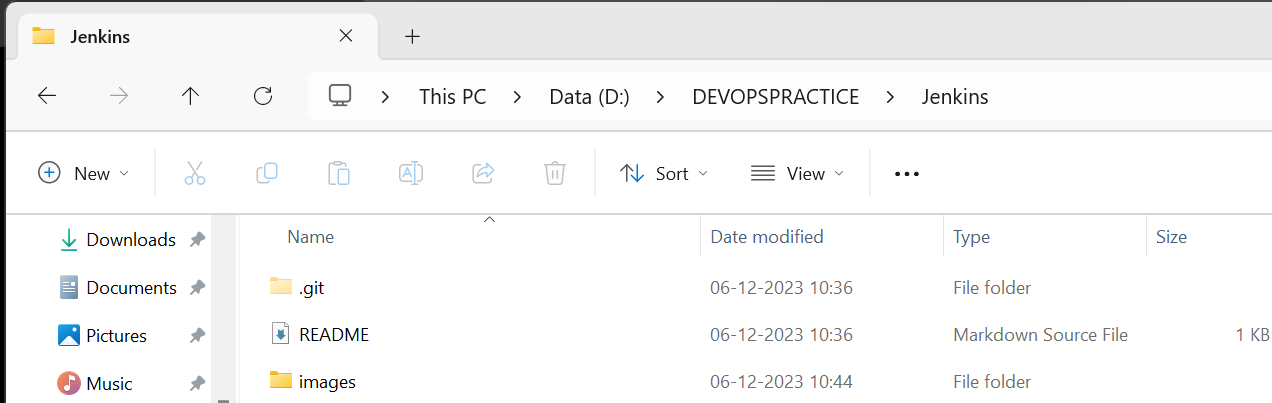 Jenkins
This PC > Data (D:) > DEVOPSPRACTICE > Jenkins
New Sort View
Downloads
Documents
Pictures
Music
Name Date modified Type Size
.git 06-12-2023 10:36 File folder
README 06-12-2023 10:36 Markdown Source File 1 KB
images 06-12-2023 10:44 File folder